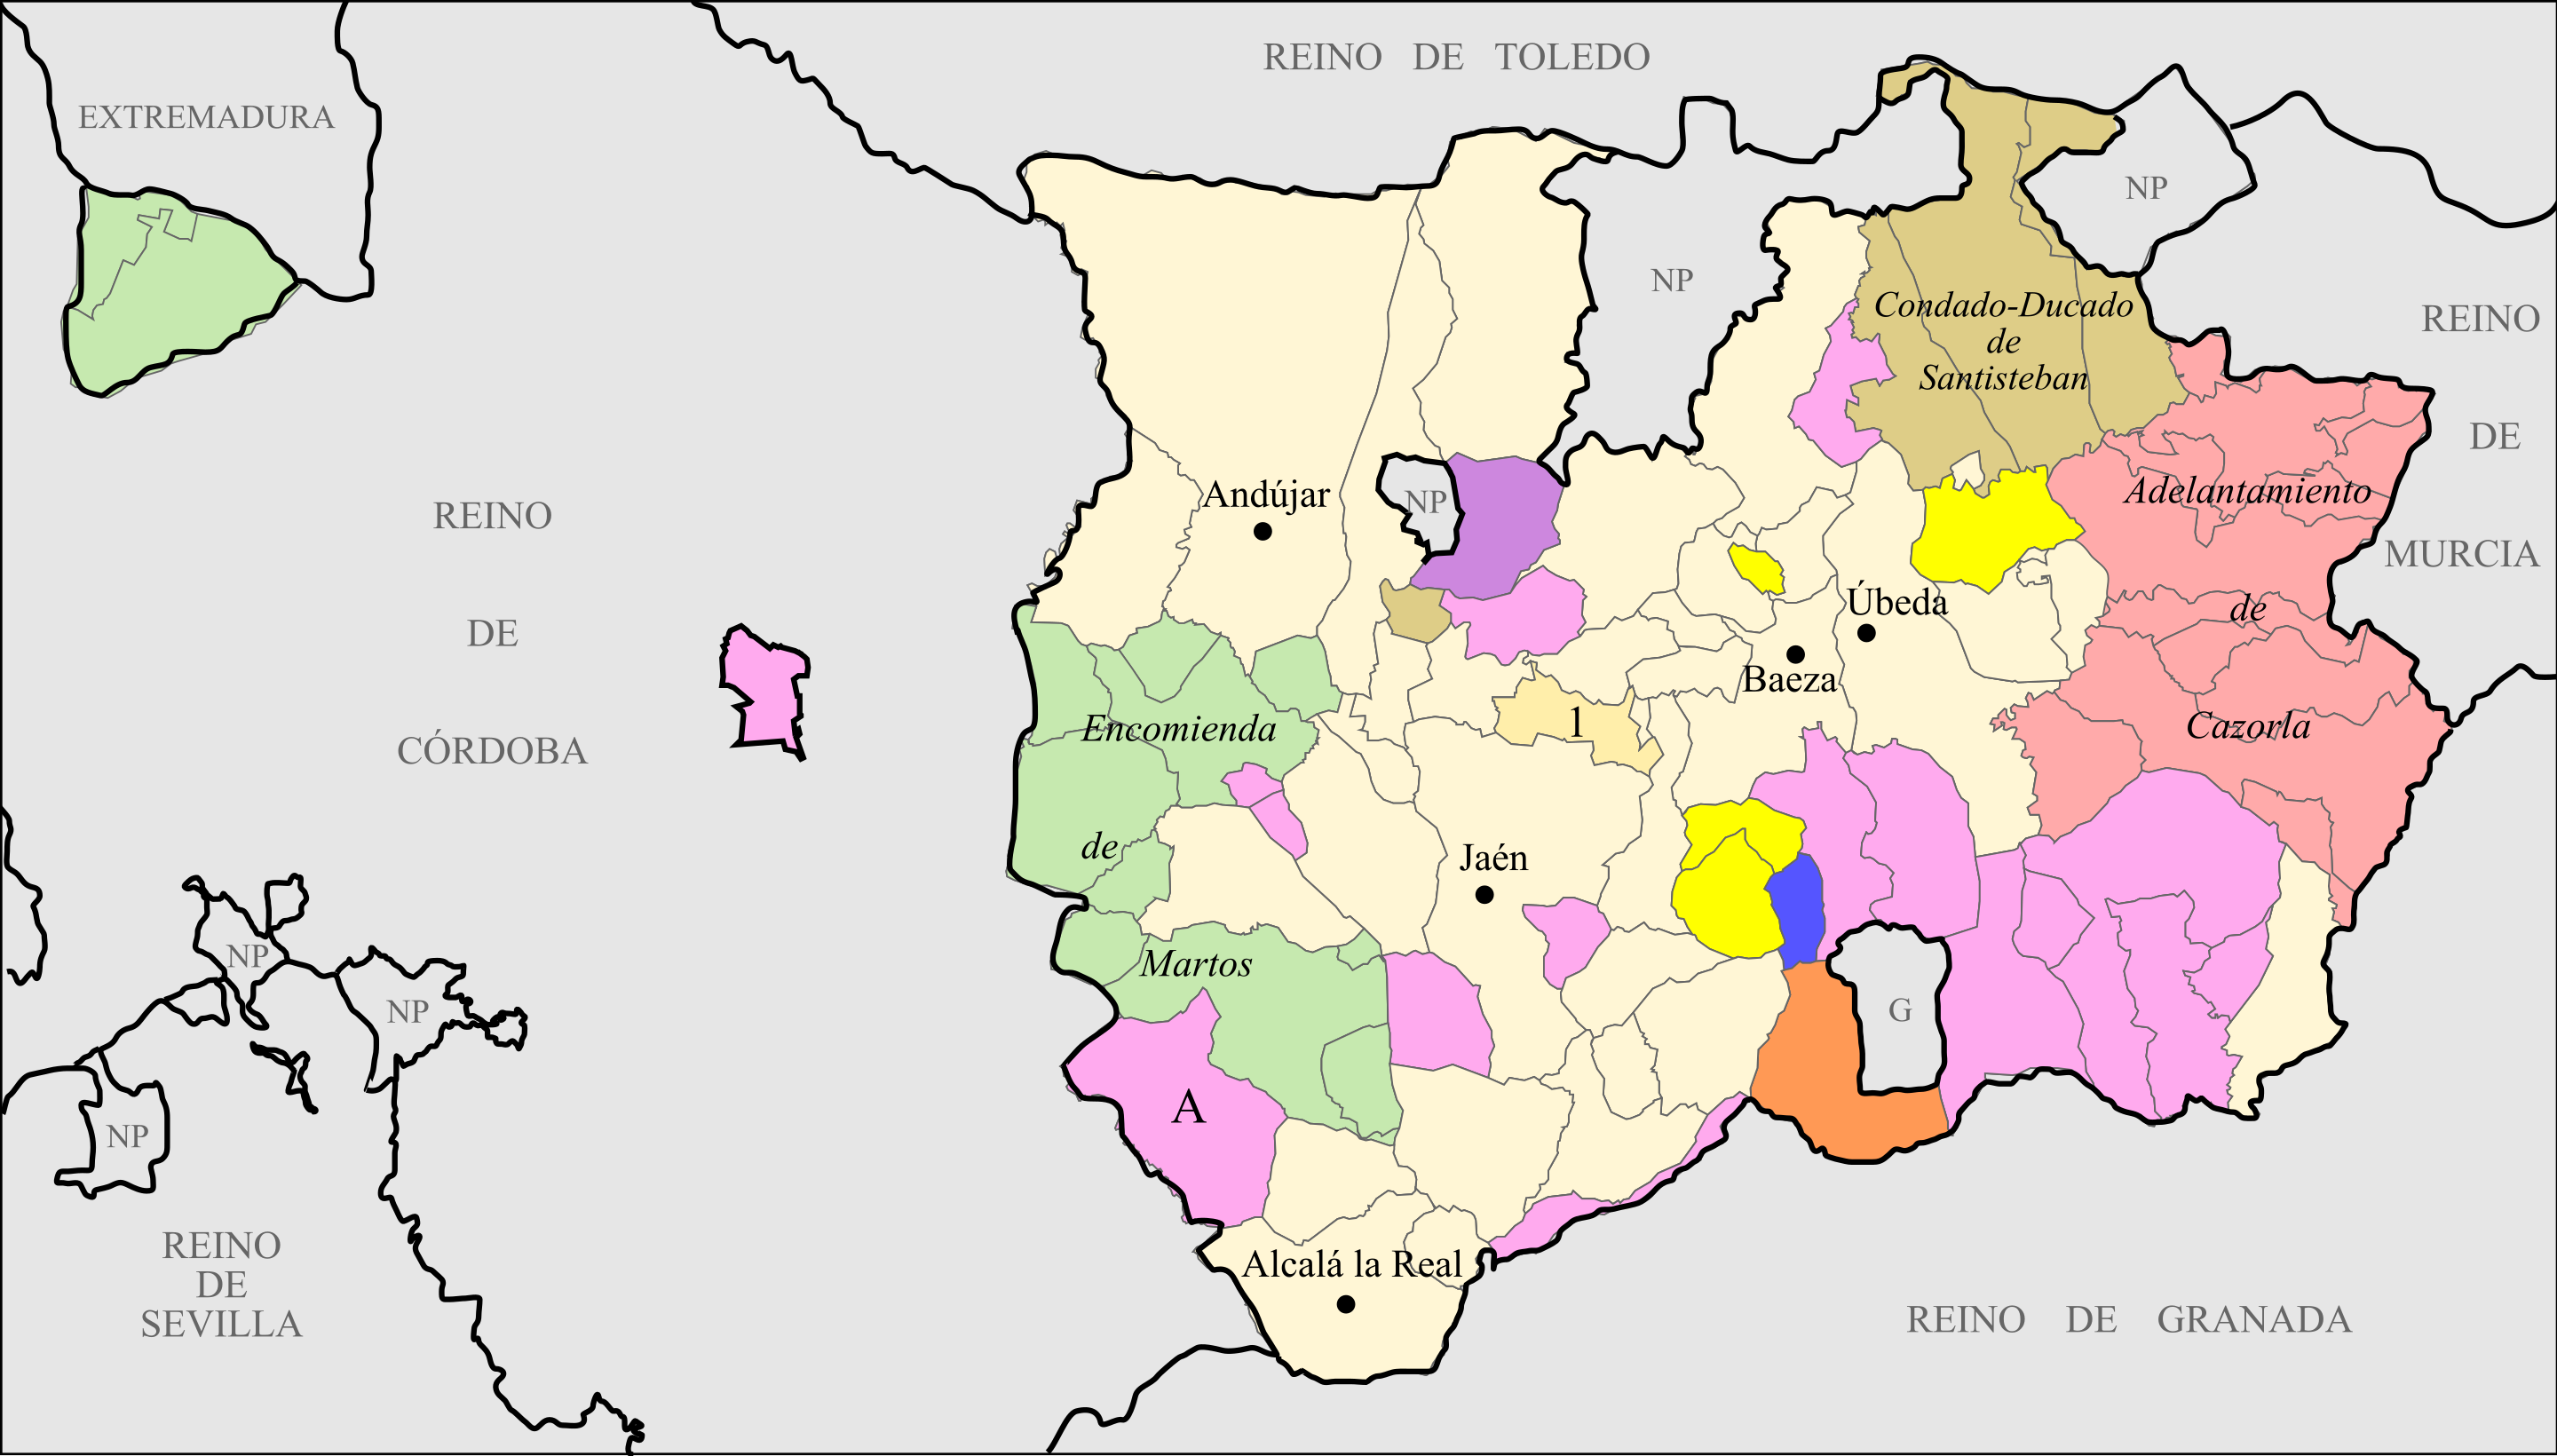 REINO DE TOLEDO
EXTREMADURA
NP
NP
Condado-Ducado
de
Santisteban
REINO
DE
MURCIA
Andújar
NP
Adelantamiento
de
Cazorla
REINO
DE
CÓRDOBA
Úbeda
Baeza
Encomienda
de
Martos
1
Jaén
NP
NP
NP
G
A
REINO
DE
SEVILLA
Alcalá la Real
REINO DE GRANADA